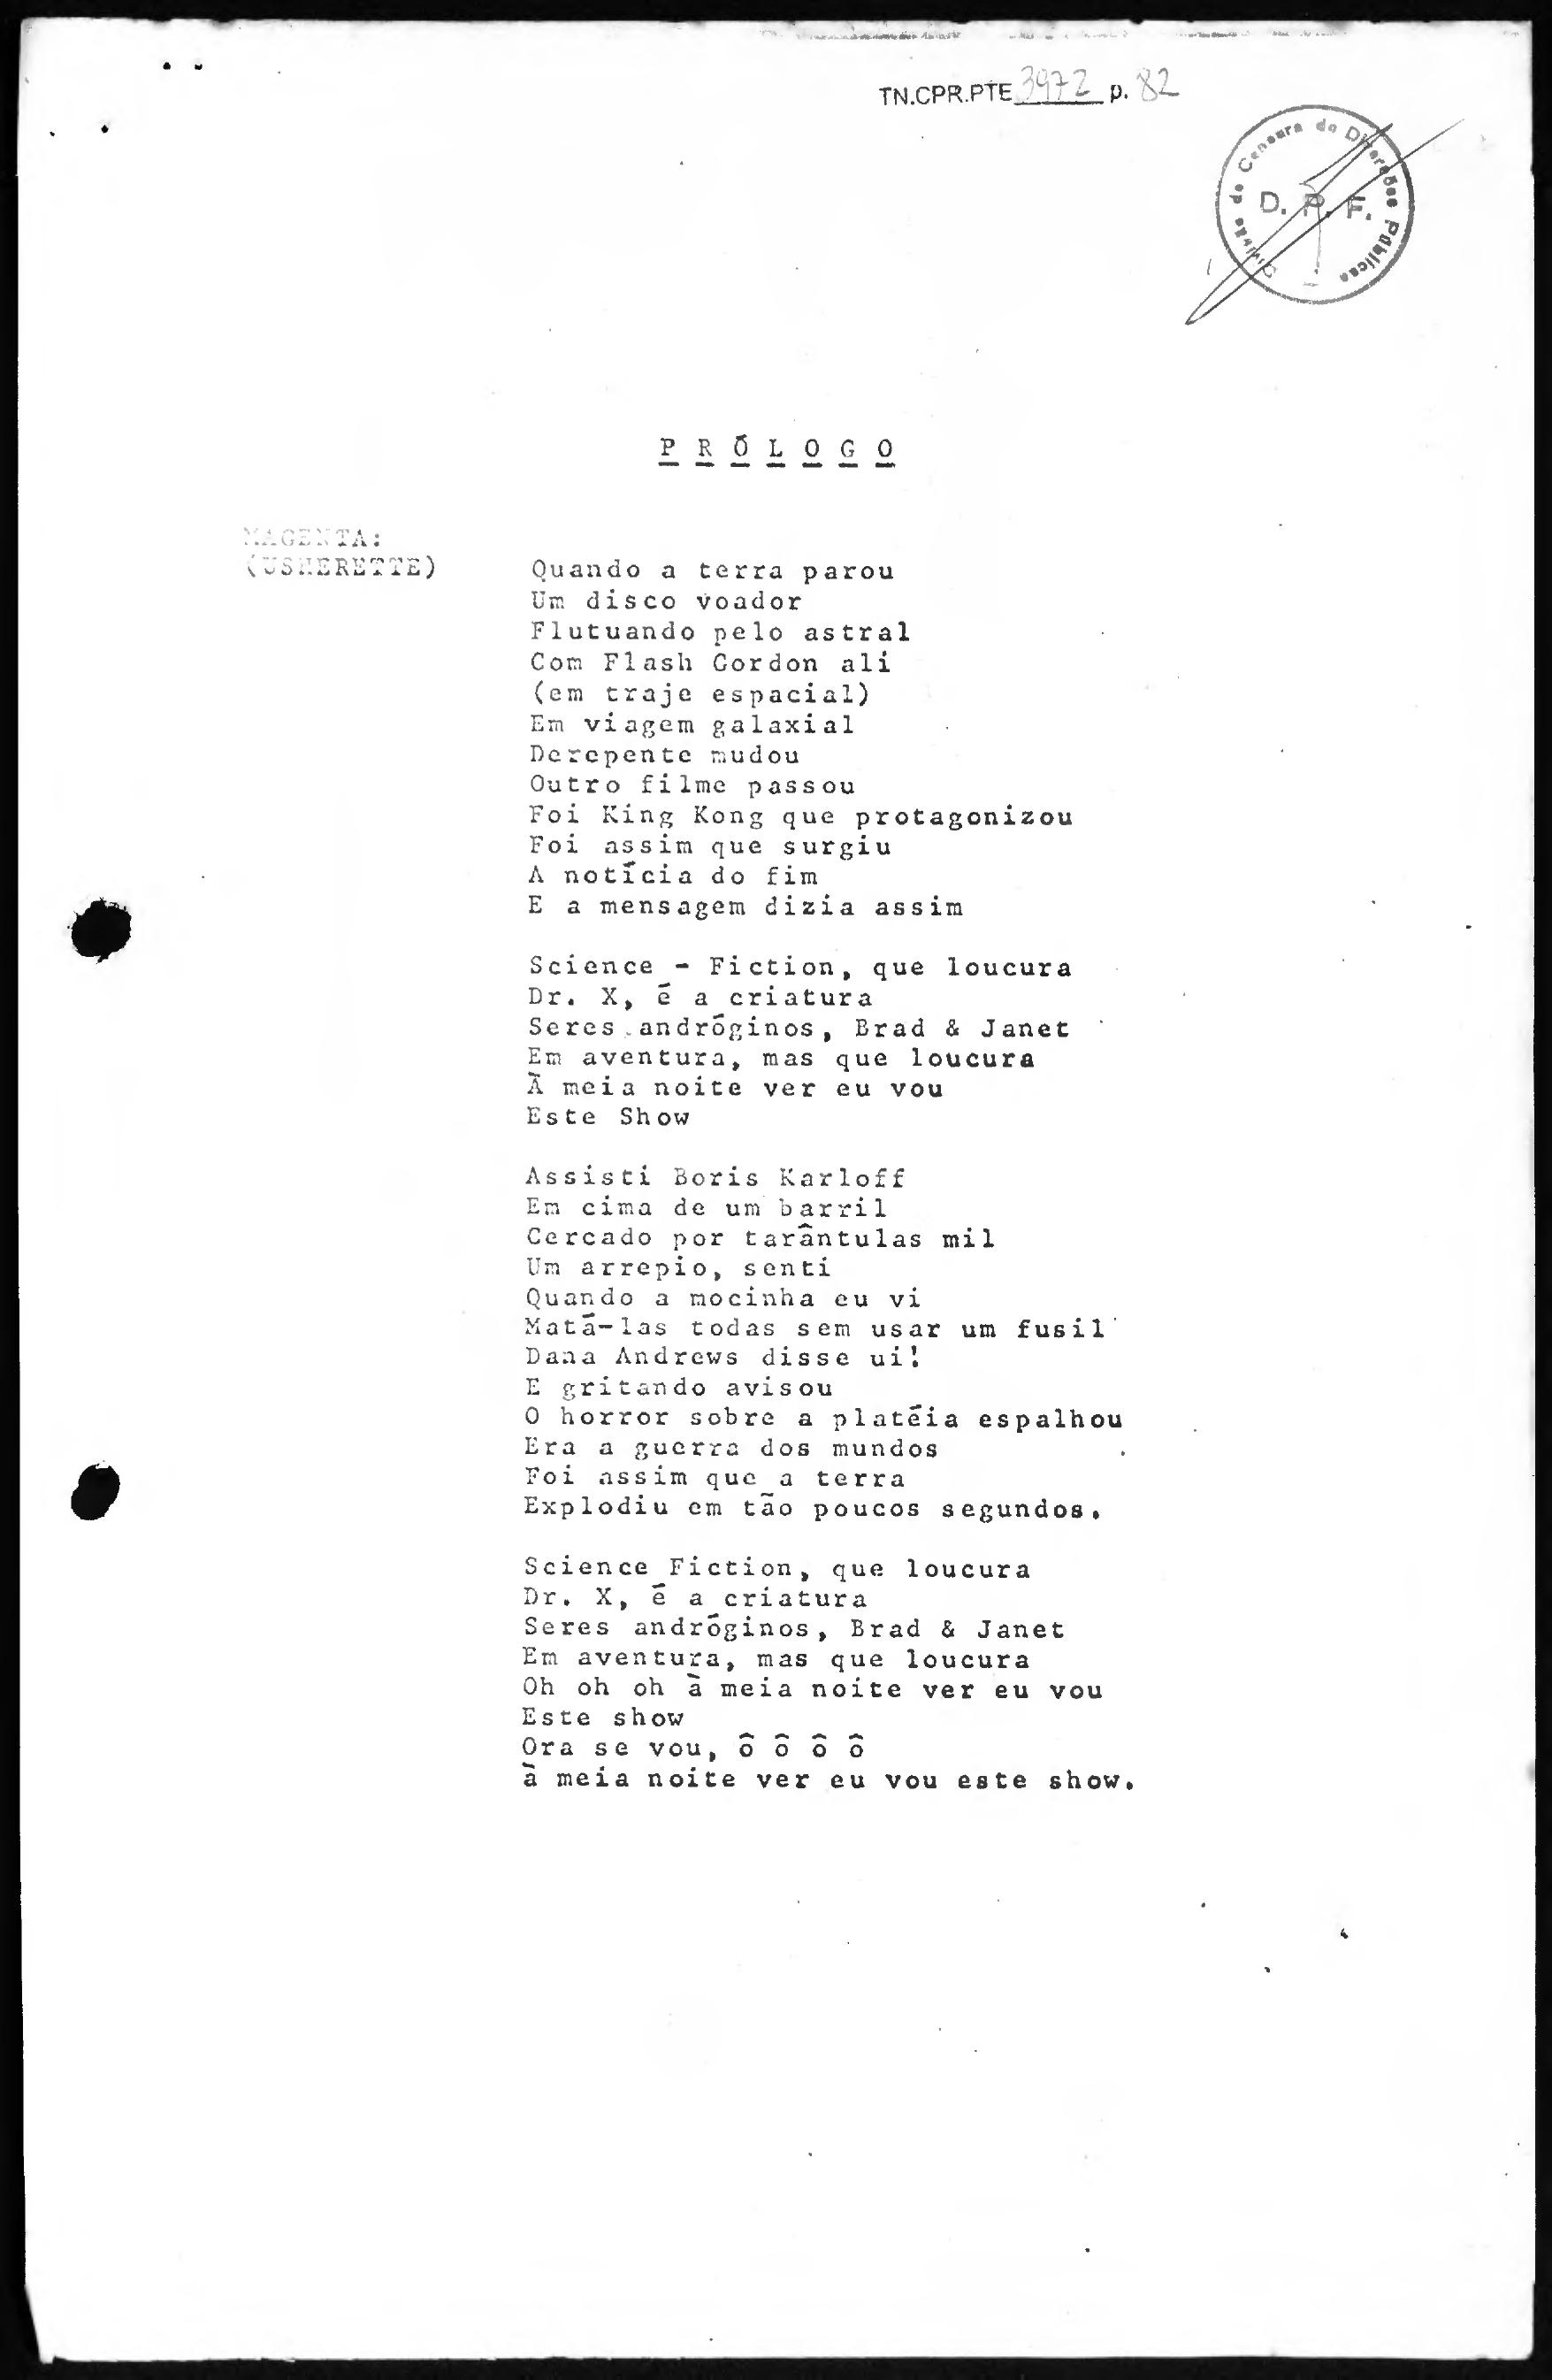 TN.CPR.PTE 3972 p. 82
Divisão de Censura de Diversões Públicas
D. P. F.
PRÓLOGO
MAGENTA:
(USHERETTE)
Quando a terra parou
Um disco voador
Flutuando pelo astral
Com Flash Gordon ali
(em traje espacial)
Em viagem galaxial
Derepente mudou
Outro filme passou
Foi King Kong que protagonizou
Foi assim que surgiu
A notícia do fim
E a mensagem dizia assim
Science - Fiction, que loucura
Dr. X, é a criatura
Seres andróginos, Brad & Janet
Em aventura, mas que loucura
À meia noite ver eu vou
Este Show
Assisti Boris Karloff
Em cima de um barril
Cercado por tarântulas mil
Um arrepio, senti
Quando a mocinha eu vi
Matá-las todas sem usar um fusil
Dana Andrews disse ui!
E gritando avisou
O horror sobre a platéia espalhou
Era a guerra dos mundos
Foi assim que a terra
Explodiu em tão poucos segundos.
Science Fiction, que loucura
Dr. X, é a criatura
Seres andróginos, Brad & Janet
Em aventura, mas que loucura
Oh oh oh à meia noite ver eu vou
Este show
Ora se vou, ô ô ô ô
à meia noite ver eu vou este show.